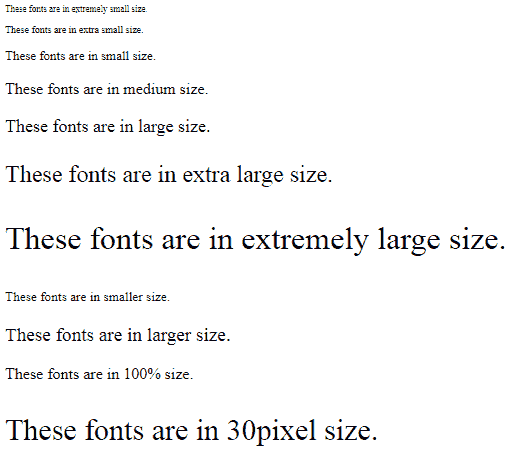 These fonts are in extremely small size.
These fonts are in extra small size.
These fonts are in small size.
These fonts are in medium size.
These fonts are in large size.
These fonts are in extra large size.
These fonts are in extremely large size.
These fonts are in smaller size.
These fonts are in larger size.
These fonts are in 100% size.
These fonts are in 30pixel size.